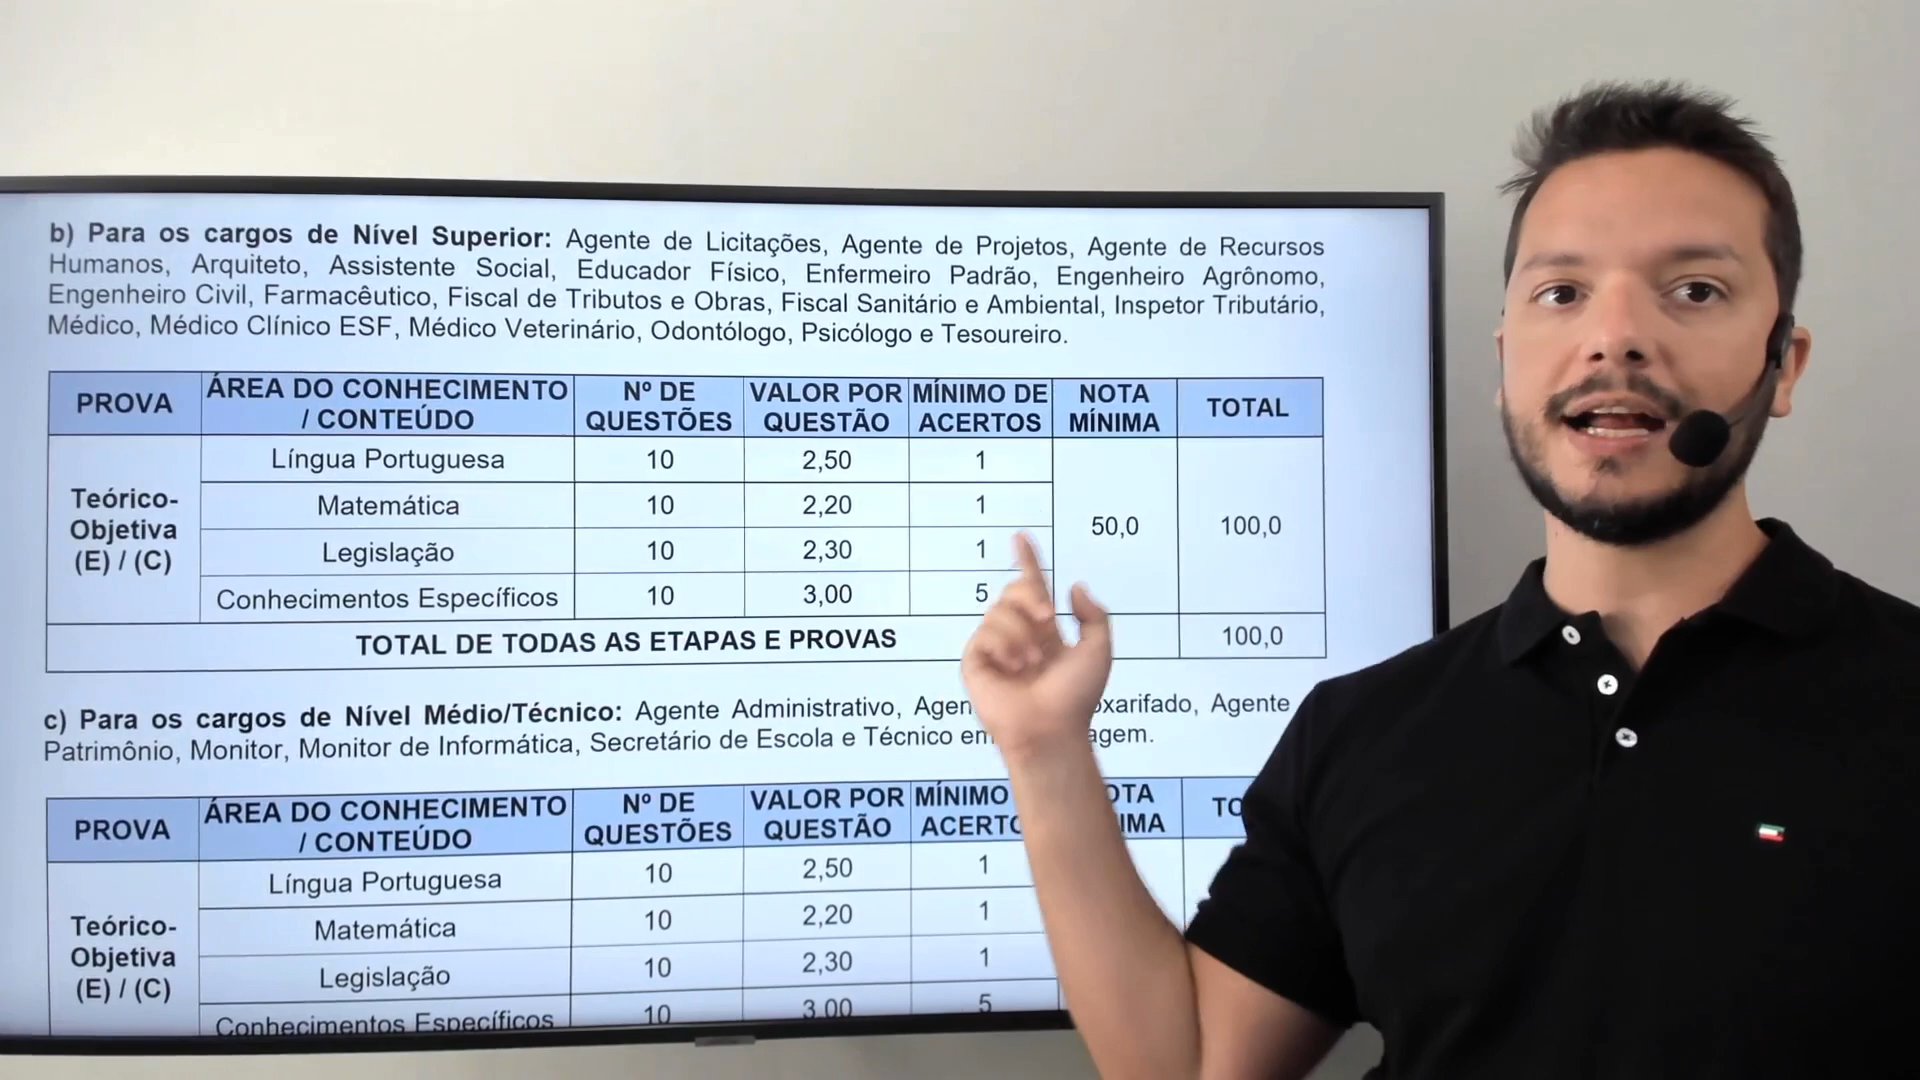 b) Para os cargos de Nível Superior: Agente de Licitações, Agente de Projetos, Agente de Recursos
Humanos, Arquiteto, Assistente Social, Educador Físico, Enfermeiro Padrão, Engenheiro Agrônomo,
Engenheiro Civil, Farmacêutico, Fiscal de Tributos e Obras, Fiscal Sanitário e Ambiental, Inspetor Tributário,
Médico, Médico Clínico ESF, Médico Veterinário, Odontólogo, Psicólogo e Tesoureiro.
PROVA ÁREA DO CONHECIMENTO / CONTEÚDO Nº DE QUESTÕES VALOR POR QUESTÃO MÍNIMO DE ACERTOS NOTA MÍNIMA TOTAL
Teórico-Objetiva (E) / (C) Língua Portuguesa 10 2,50 1 50,0 100,0
Matemática 10 2,20 1
Legislação 10 2,30 1
Conhecimentos Específicos 10 3,00 5
TOTAL DE TODAS AS ETAPAS E PROVAS 100,0
c) Para os cargos de Nível Médio/Técnico: Agente Administrativo, Agen oxarifado, Agente
Patrimônio, Monitor, Monitor de Informática, Secretário de Escola e Técnico em agem.
PROVA ÁREA DO CONHECIMENTO / CONTEÚDO Nº DE QUESTÕES VALOR POR QUESTÃO MÍNIMO ACERTO OTA IMA TO
Teórico-Objetiva (E) / (C) Língua Portuguesa 10 2,50 1
Matemática 10 2,20 1
Legislação 10 2,30 1
Conhecimentos Específicos 10 3,00 5